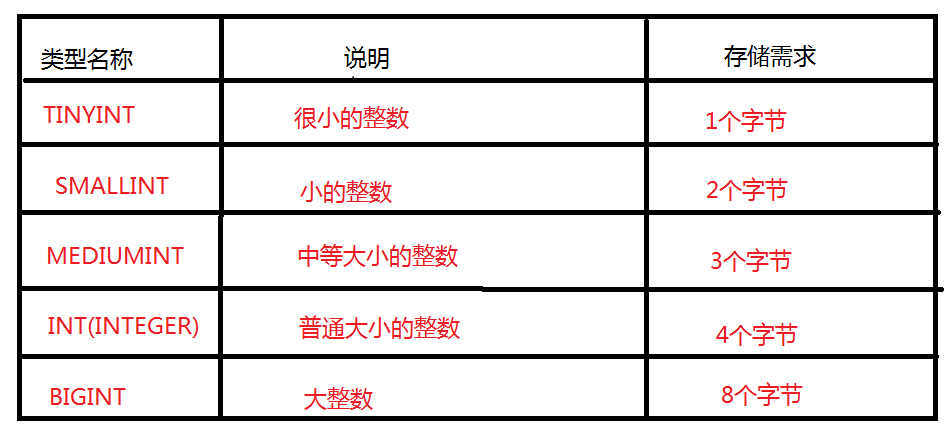 类型名称 说明 存储需求
TINYINT 很小的整数 1个字节
SMALLINT 小的整数 2个字节
MEDIUMINT 中等大小的整数 3个字节
INT(INTEGER) 普通大小的整数 4个字节
BIGINT 大整数 8个字节